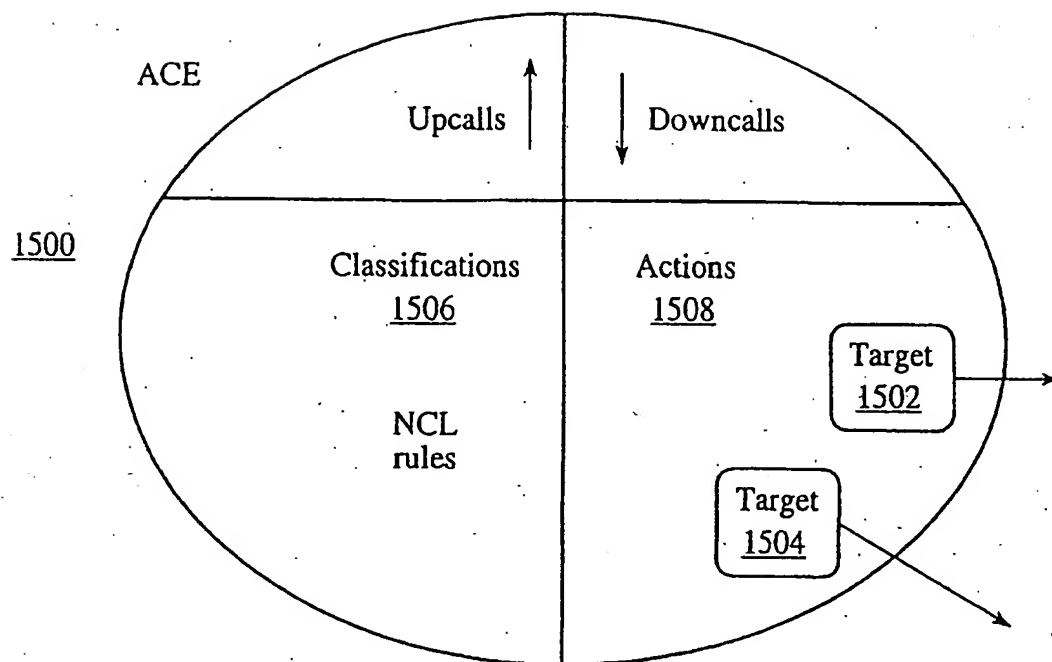 ACE
Upcalls
Downcalls
1500
Classifications
1506
Actions
1508
Target
1502
NCL
rules
Target
1504